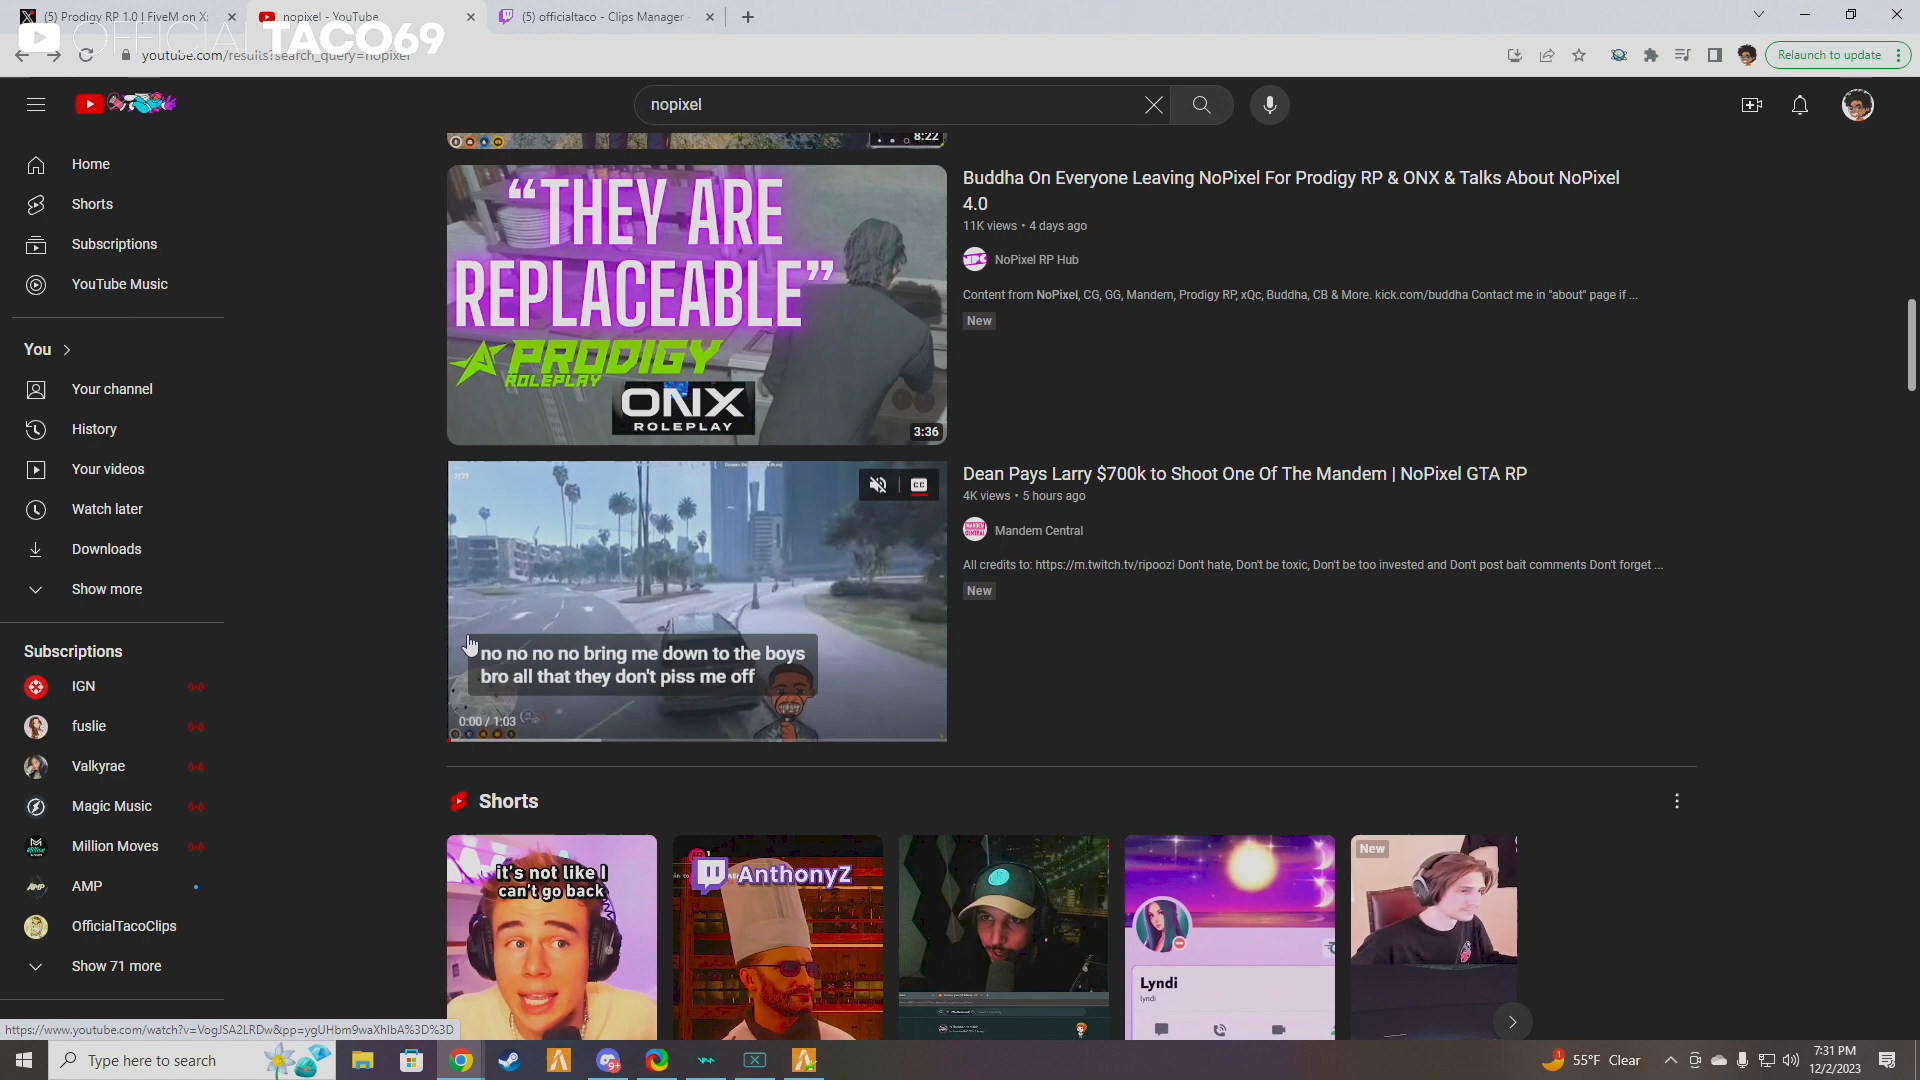 (5) Prodigy RP 1.0 | FiveM on X:
nopixel - YouTube
(5) officialtaco - Clips Manager -
OFFICIALTACO69
youtube.com/results?search_query=nopixel
Relaunch to update
nopixel
Home
Shorts
Subscriptions
YouTube Music
You
Your channel
History
Your videos
Watch later
Downloads
Show more
Subscriptions
IGN
fuslie
Valkyrae
Magic Music
Million Moves
AMP
OfficialTacoClips
Show 71 more
8:22
“THEY ARE
REPLACEABLE”
PRODIGY
ROLEPLAY
ONX
ROLEPLAY
3:36
Buddha On Everyone Leaving NoPixel For Prodigy RP & ONX & Talks About NoPixel
4.0
11K views • 4 days ago
NoPixel RP Hub
Content from NoPixel, CG, GG, Mandem, Prodigy RP, xQc, Buddha, CB & More. kick.com/buddha Contact me in "about" page if ...
New
CC
no no no no bring me down to the boys
bro all that they don't piss me off
0:00 / 1:03
Dean Pays Larry $700k to Shoot One Of The Mandem | NoPixel GTA RP
4K views • 5 hours ago
MANDEM
CENTRAL
Mandem Central
All credits to: https://m.twitch.tv/ripoozi Don't hate, Don't be toxic, Don't be too invested and Don't post bait comments Don't forget ...
New
Shorts
it's not like I
can't go back
AnthonyZ
Lyndi
lyndi
New
https://www.youtube.com/watch?v=VogJSA2LRDw&pp=ygUHbm9waXhlbA%3D%3D
Type here to search
9+
1
55°F Clear
7:31 PM
12/2/2023